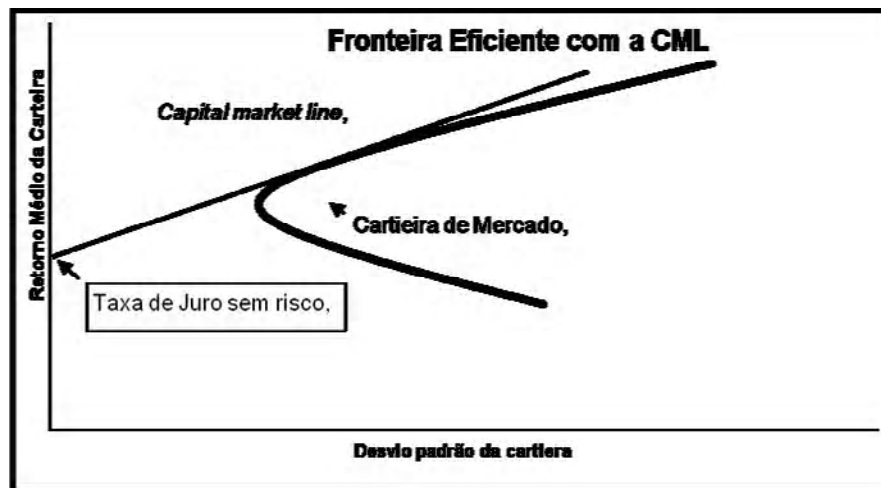 Fronteira Eficiente com a CML
Retorno Médio da Carteira
Capital market line,
Cartieira de Mercado,
Taxa de Juro sem risco,
Desvio padrão da cartiera